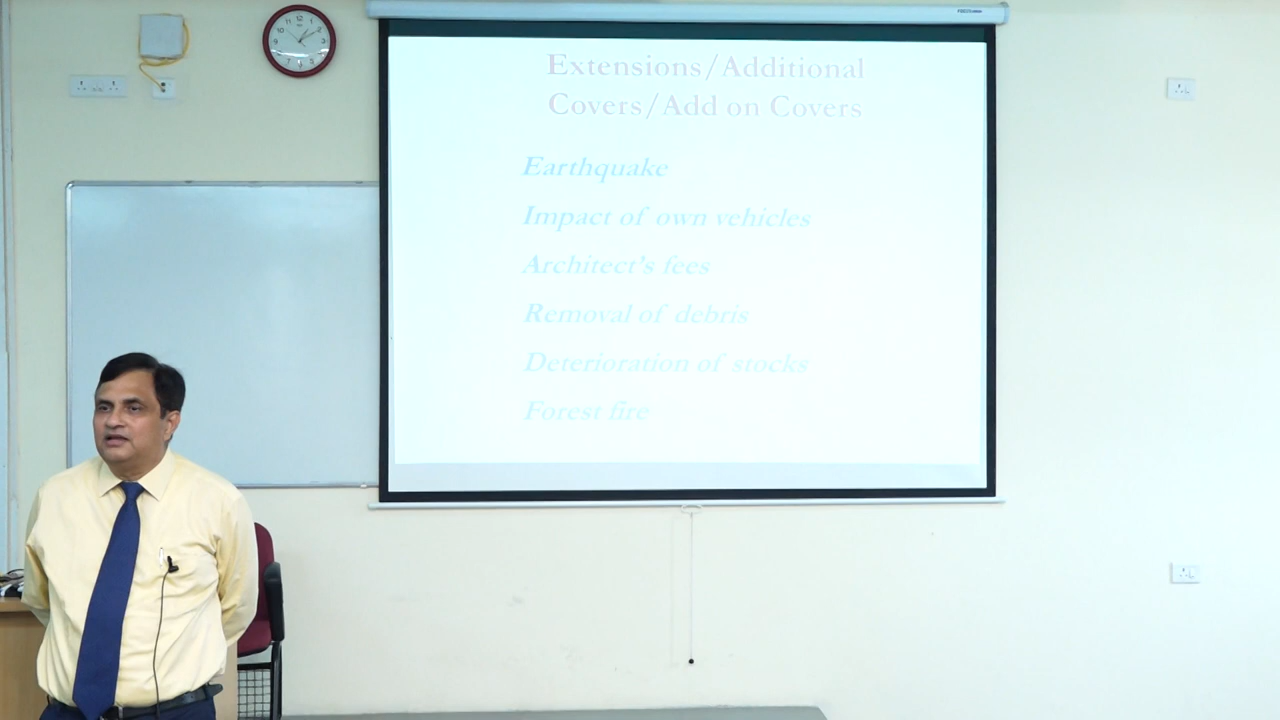 Extensions/Additional
Covers/Add on Covers
Earthquake
Impact of own vehicles
Architect's fees
Removal of debris
Deterioration of stocks
Forest fire